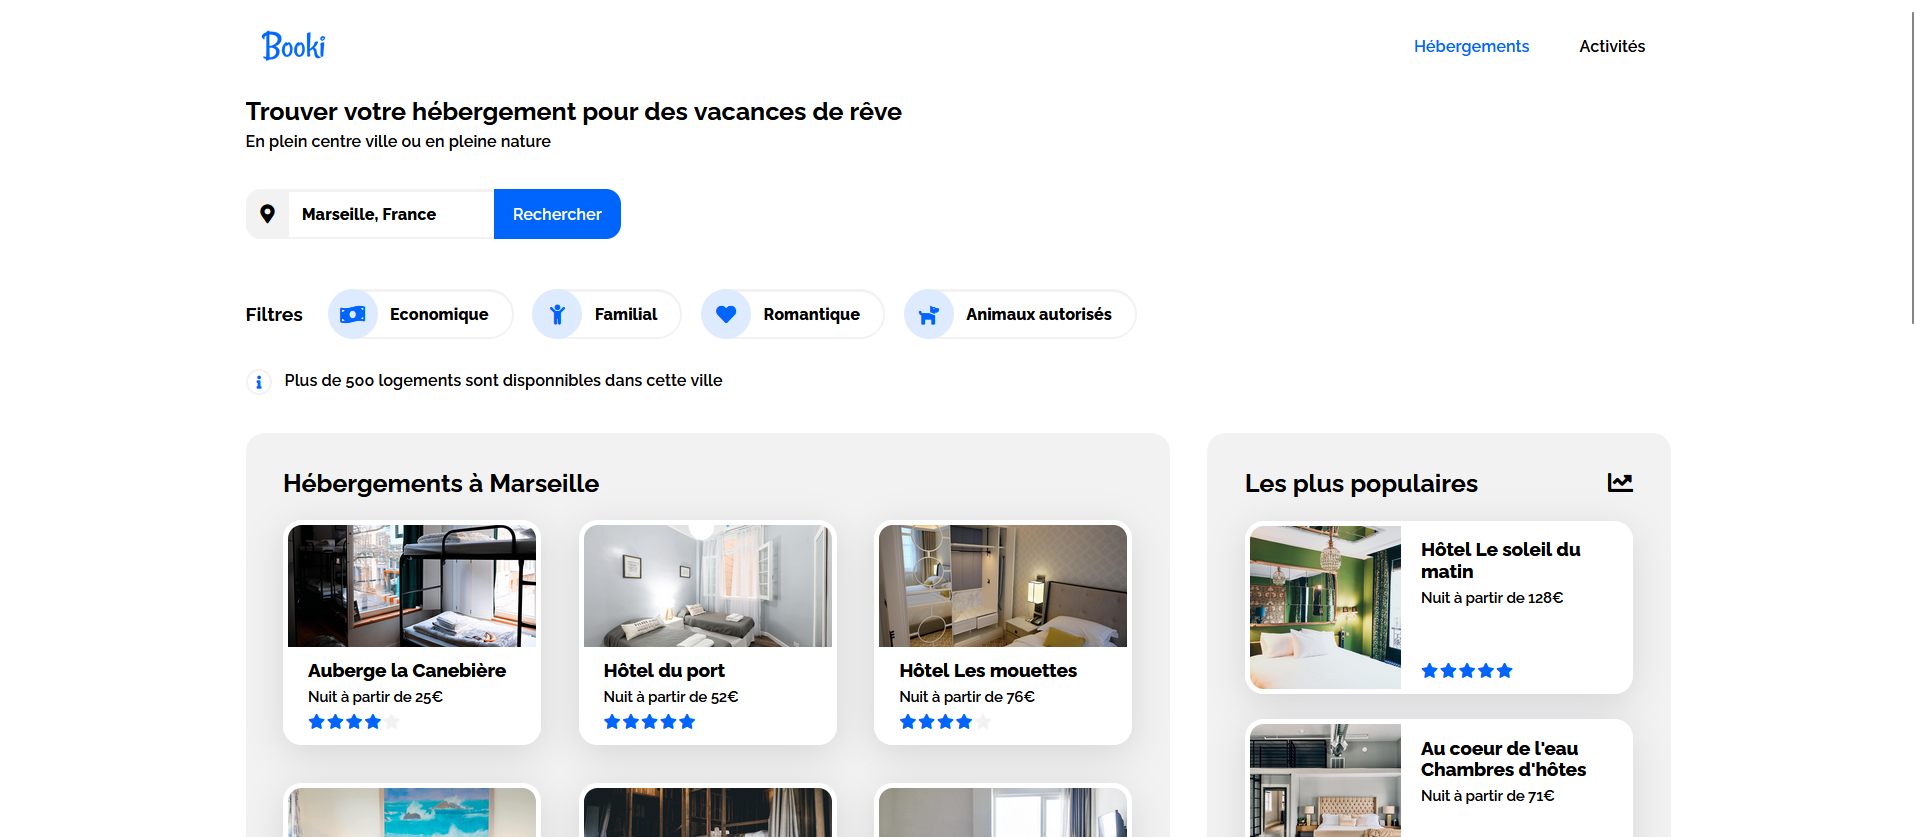 Booki
Hébergements
Activités
Trouver votre hébergement pour des vacances de rêve
En plein centre ville ou en pleine nature
Marseille, France
Rechercher
Filtres
Economique
Familial
Romantique
Animaux autorisés
Plus de 500 logements sont disponnibles dans cette ville
Hébergements à Marseille
Auberge la Canebière
Nuit à partir de 25€
Hôtel du port
Nuit à partir de 52€
Hôtel Les mouettes
Nuit à partir de 76€
Les plus populaires
Hôtel Le soleil du
matin
Nuit à partir de 128€
Au coeur de l'eau
Chambres d'hôtes
Nuit à partir de 71€